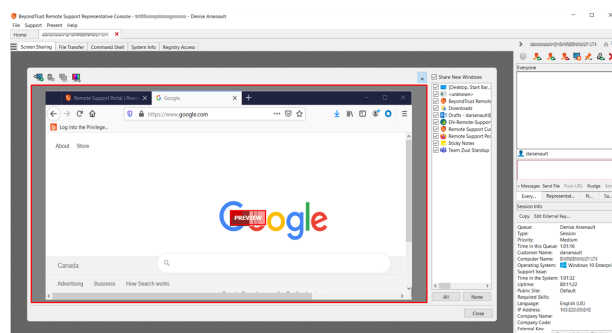 BeyondTrust Remote Support Representative Console - Denise Arsenault
File Support Present Help
Home
Screen Sharing File Transfer Command Shell System Info Registry Access
Share New Windows
[Desktop, Start Bar,
<unknown>
BeyondTrust Remote
Downloads
Drafts - darsenault@
EN-Remote-Support
Remote Support Cu
Remote Support Po
Sticky Notes
Team Zuul Standup
All None
Close
Remote Support Portal | Powe
Google
https://www.google.com
Log into the Privilege...
About Store
Google
PREVIEW
Canada
Advertising Business How Search works
Everyone
darsenault
Messages Send File Push URL Nudge Sen
Every... Representat... N... Sa...
Session Info
Copy Edit External Key...
Queue: Denise Arsenault
Type: Session
Priority: Medium
Time in this Queue: 1:01:16
Customer Name: darsenault
Computer Name:
Operating System: Windows 10 Enterpri
Support Issue:
Time in the System: 1:01:32
Uptime:
Public Site: Default
Required Skills:
Language: English (US)
IP Address:
Company Name:
Company Code:
External Key: